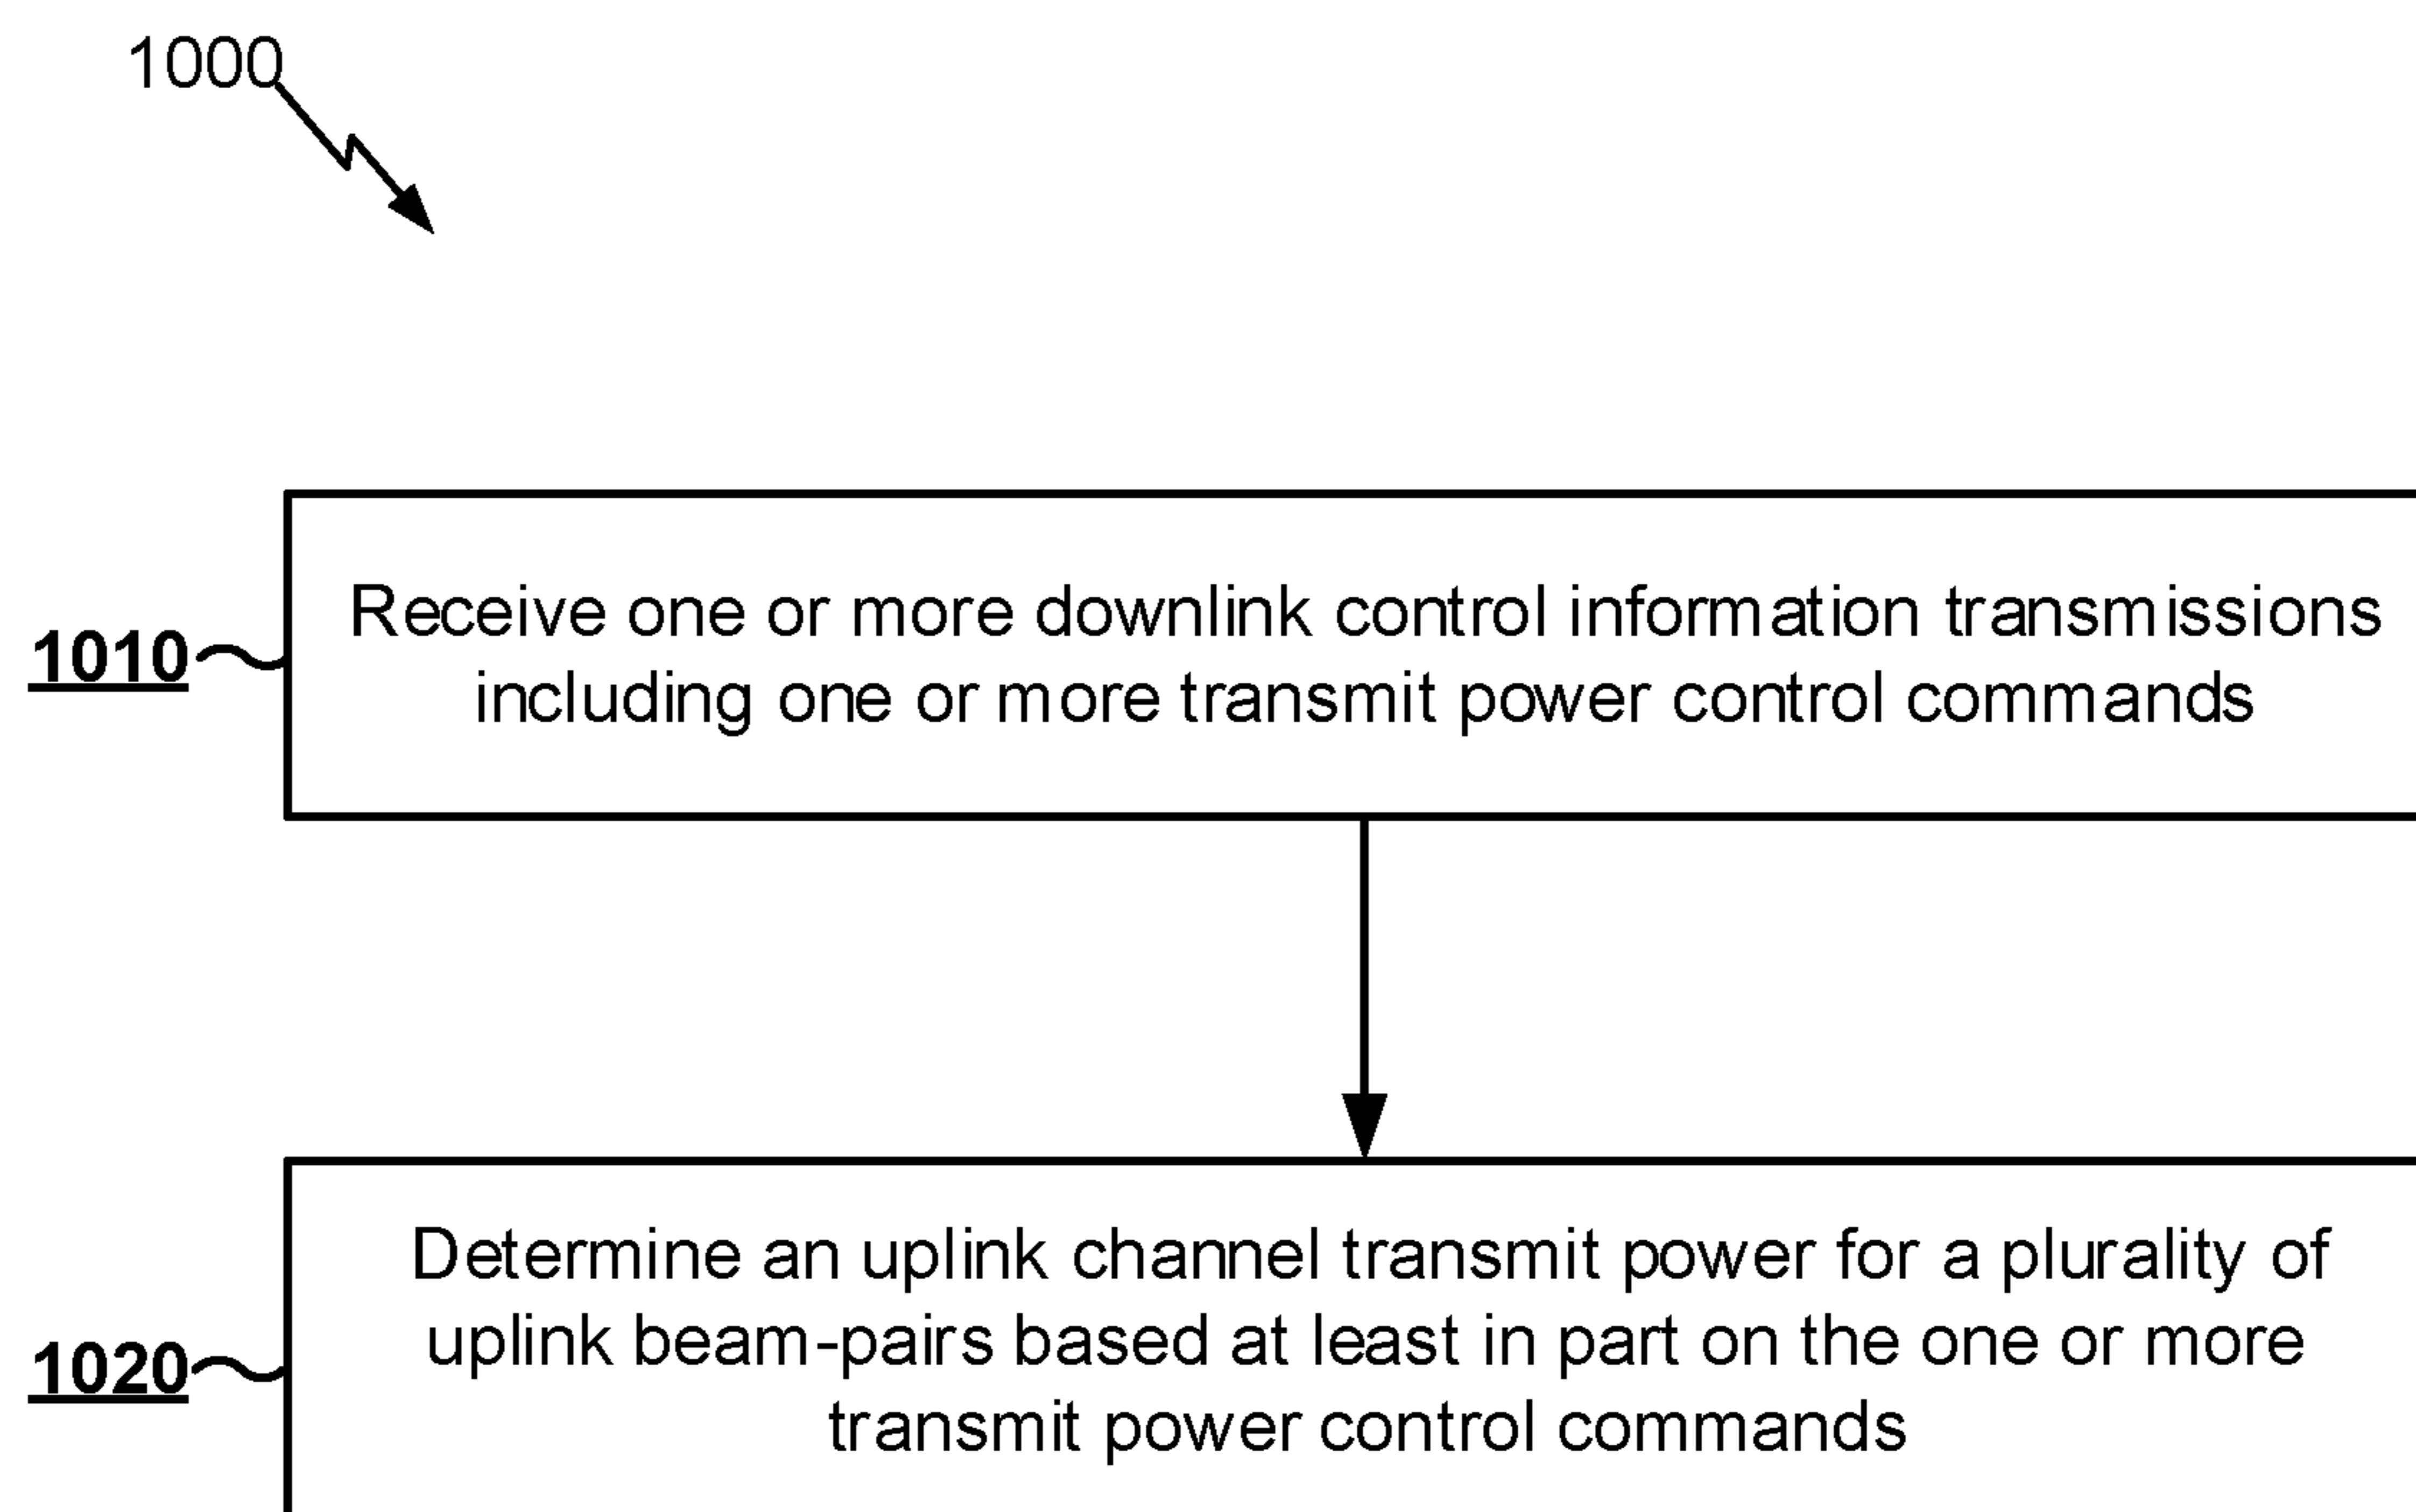 1000
1010
Receive one or more downlink control information transmissions
including one or more transmit power control commands
1020
Determine an uplink channel transmit power for a plurality of
uplink beam-pairs based at least in part on the one or more
transmit power control commands